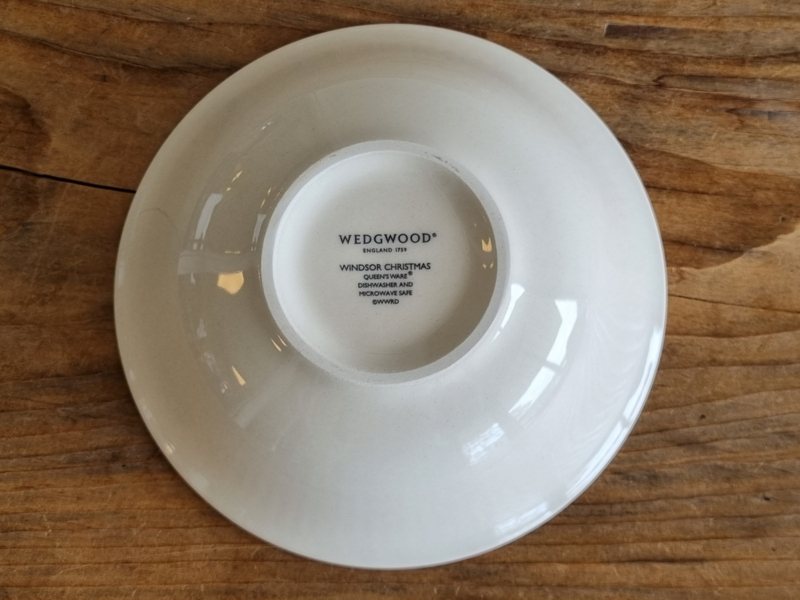 WEDGWOOD®
ENGLAND 1759
WINDSOR CHRISTMAS
QUEEN'S WARE®
DISHWASHER AND
MICROWAVE SAFE
©WWRD